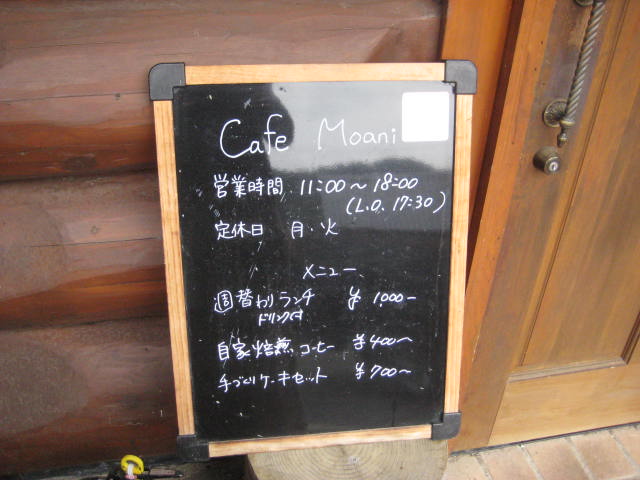 Cafe Moani
営業時間 11:00～18:00
(L.O. 17:30)
定休日 月・火
メニュー
週替わりランチ ¥1,000-
ドリンク付
自家焙煎コーヒー ¥400～
手づくりケーキセット ¥700～